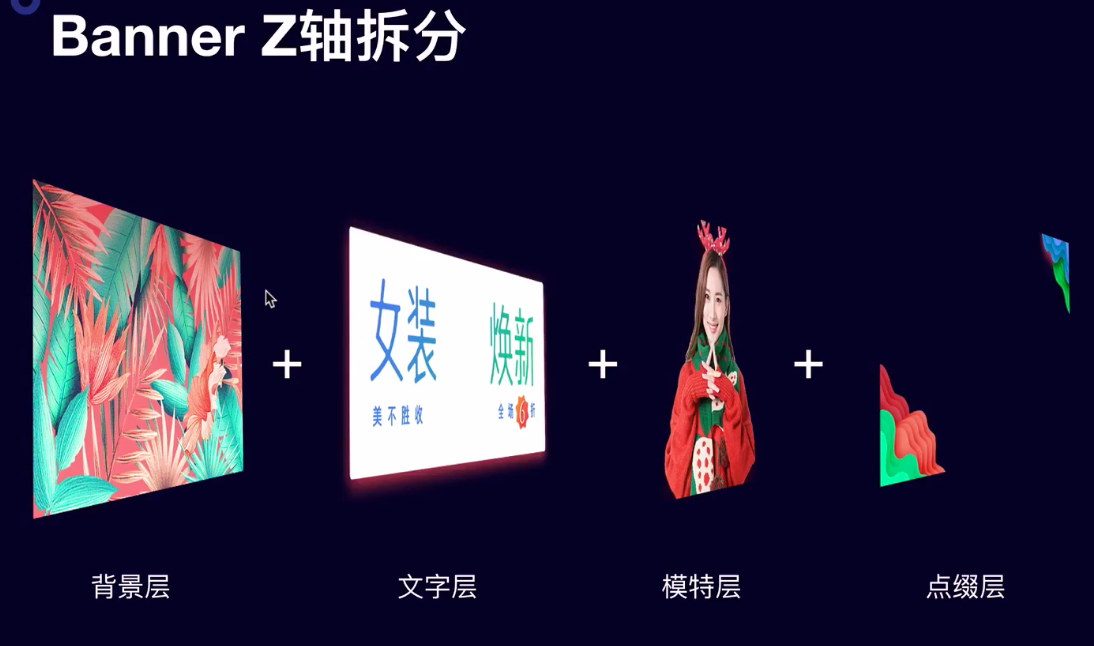 Banner Z轴拆分
女装 焕新
美不胜收 全场6折
+ + +
背景层 文字层 模特层 点缀层